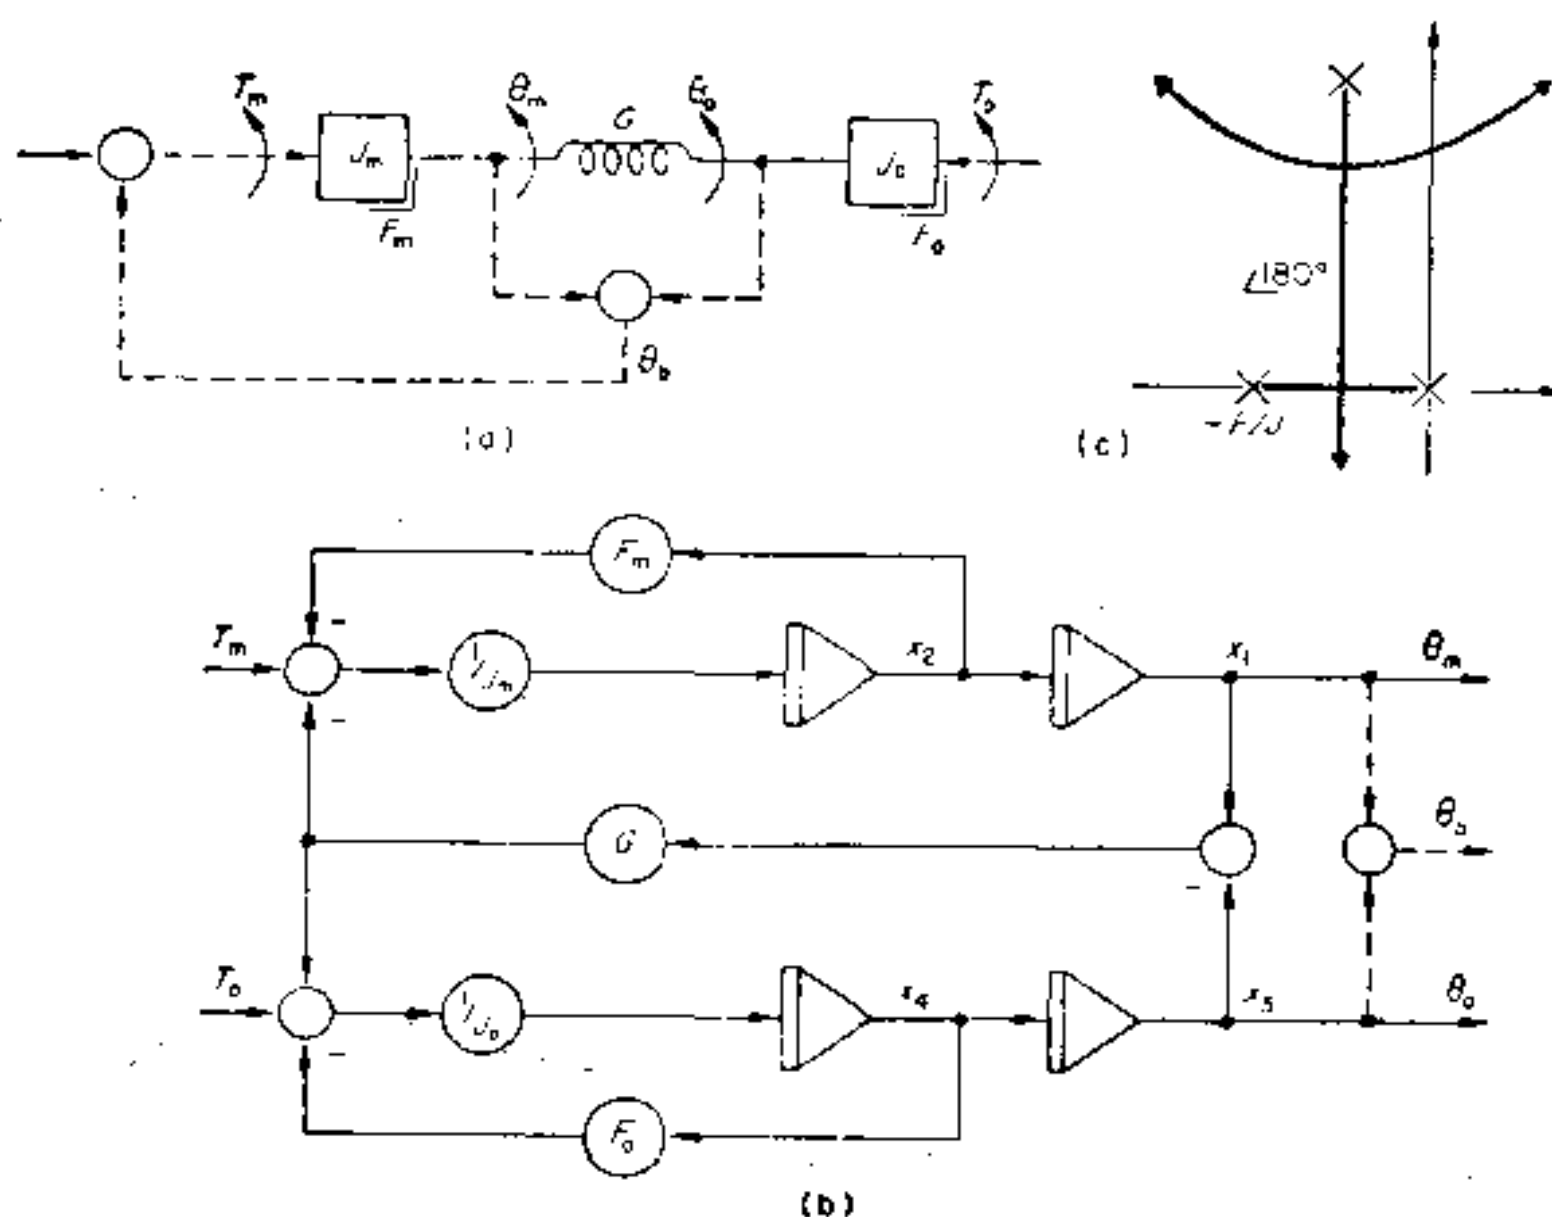 T_m θ_m G θ_o T_o
J_m J_o
F_m F_o
∠180°
θ_b
-F/J
(a)
(c)
F_m
T_m - 1/J_m x_2 x_1 θ_m
-
G θ_b
-
T_o 1/J_o x_4 x_3 θ_o
-
F_o
(b)